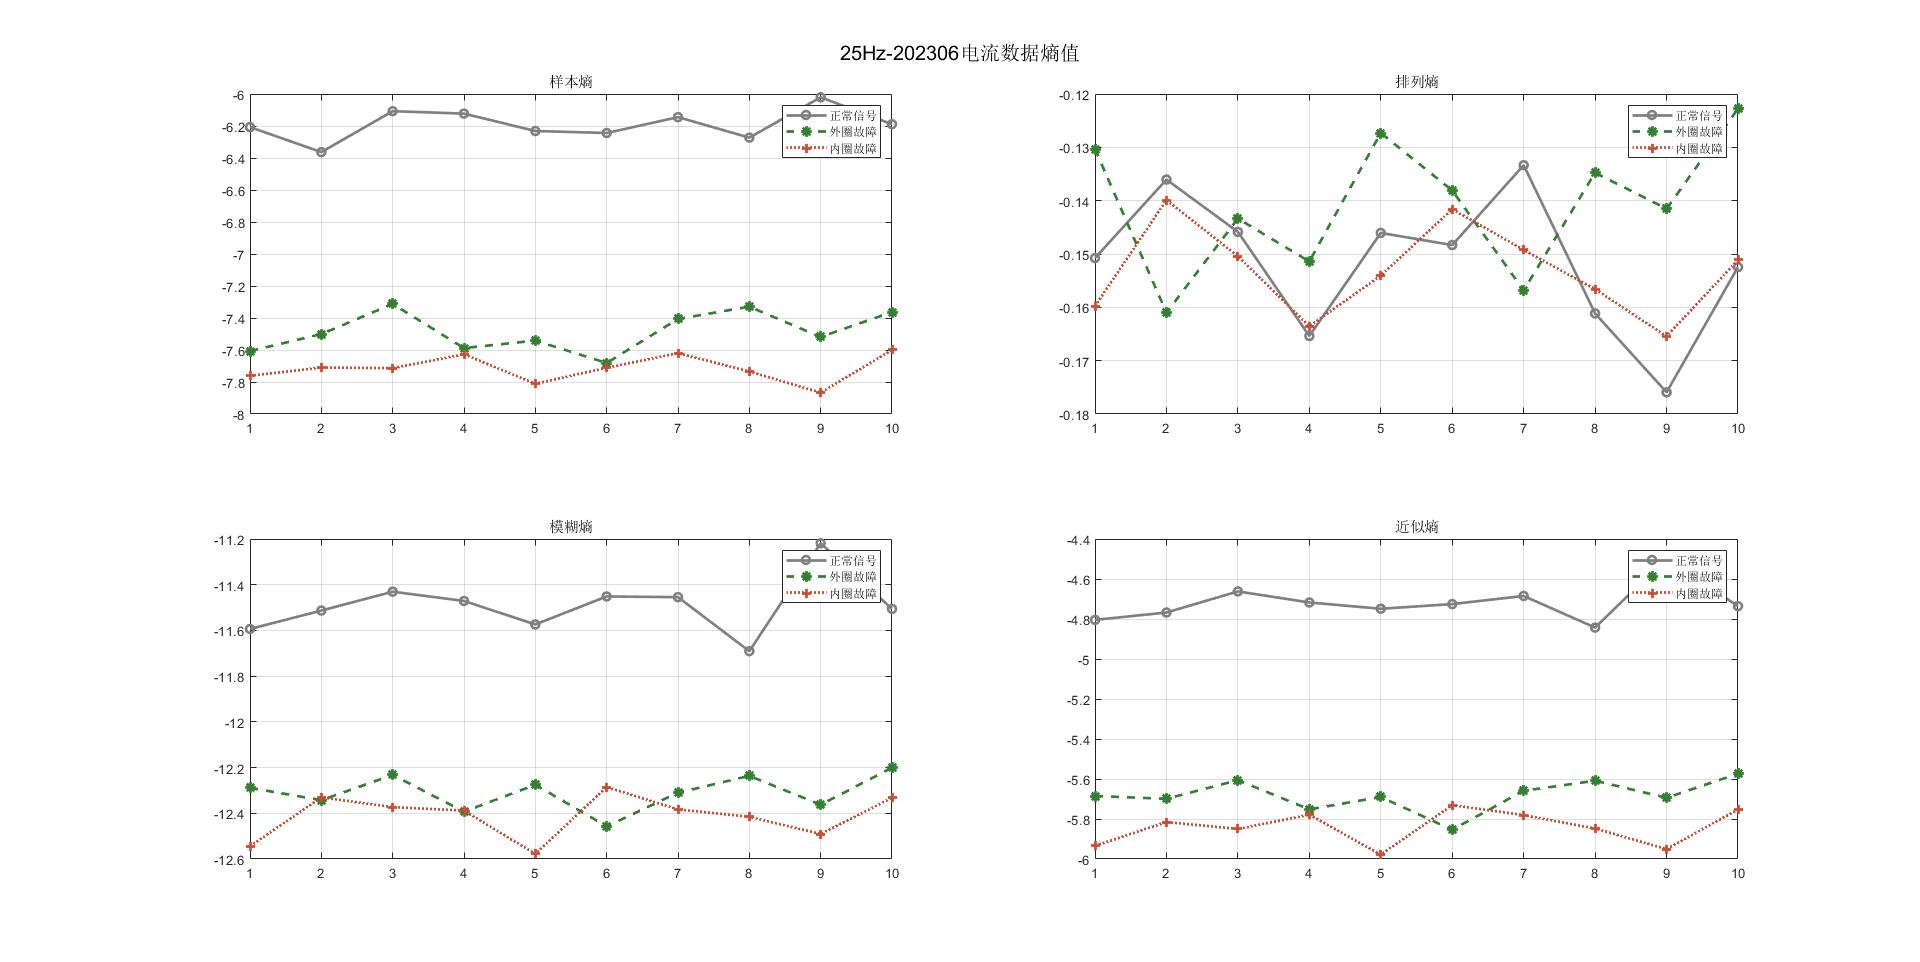 25Hz-202306电流数据熵值
样本熵
-6
-6.2
-6.4
-6.6
-6.8
-7
-7.2
-7.4
-7.6
-7.8
-8
1 2 3 4 5 6 7 8 9 10
正常信号
外圈故障
内圈故障
排列熵
-0.12
-0.13
-0.14
-0.15
-0.16
-0.17
-0.18
1 2 3 4 5 6 7 8 9 10
正常信号
外圈故障
内圈故障
模糊熵
-11.2
-11.4
-11.6
-11.8
-12
-12.2
-12.4
-12.6
1 2 3 4 5 6 7 8 9 10
正常信号
外圈故障
内圈故障
近似熵
-4.4
-4.6
-4.8
-5
-5.2
-5.4
-5.6
-5.8
-6
1 2 3 4 5 6 7 8 9 10
正常信号
外圈故障
内圈故障